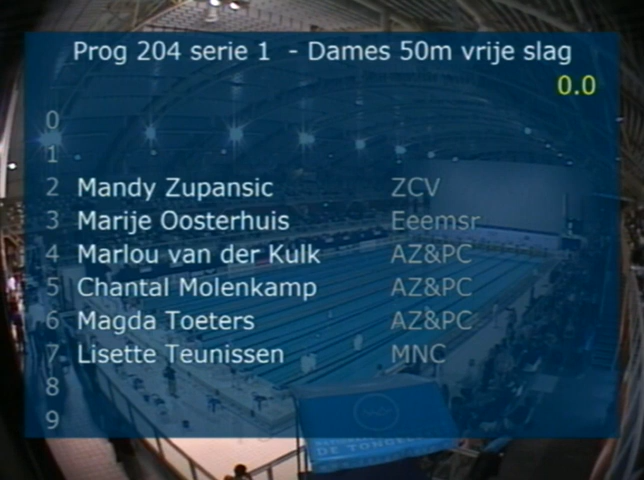 Prog 204 serie 1 - Dames 50m vrije slag
0.0
0
1
2 Mandy Zupansic ZCV
3 Marije Oosterhuis Eeemsr
4 Marlou van der Kulk AZ&PC
5 Chantal Molenkamp AZ&PC
6 Magda Toeters AZ&PC
7 Lisette Teunissen MNC
8
9
DE TONGEL